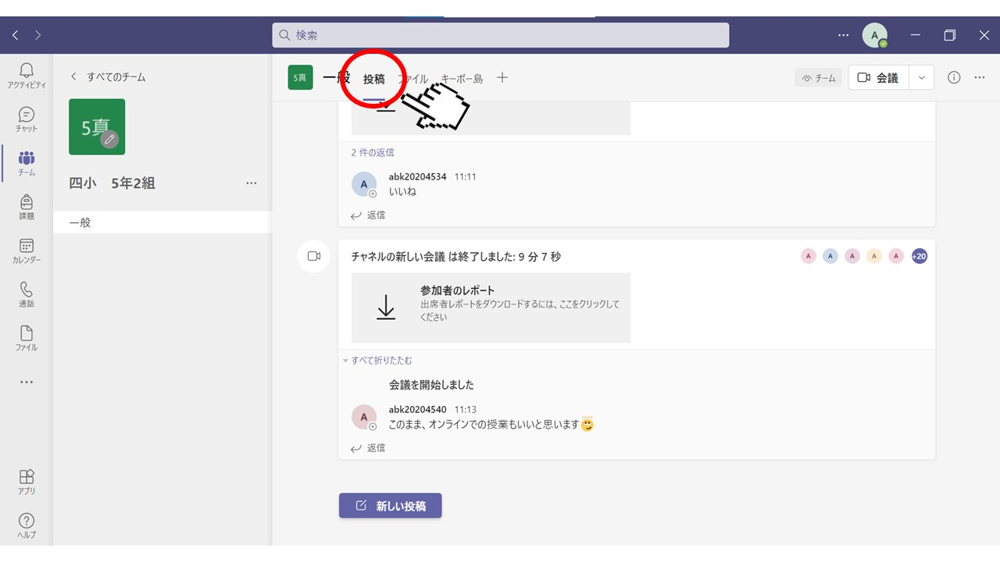 検索
A
アクティビティ
チャット
チーム
課題
カレンダー
通話
ファイル
アプリ
ヘルプ
すべてのチーム
5真
四小 5年2組
一般
5真
一般 投稿 ファイル キーボー島
チーム
会議
2 件の返信
A
abk20204534 11:11
いいね
返信
チャネルの新しい会議 は終了しました: 9 分 7 秒
A A A A A +20
参加者のレポート
出席者レポートをダウンロードするには、ここをクリックして
ください
すべて折りたたむ
会議を開始しました
A
abk20204540 11:13
このまま、オンラインでの授業もいいと思います
返信
新しい投稿